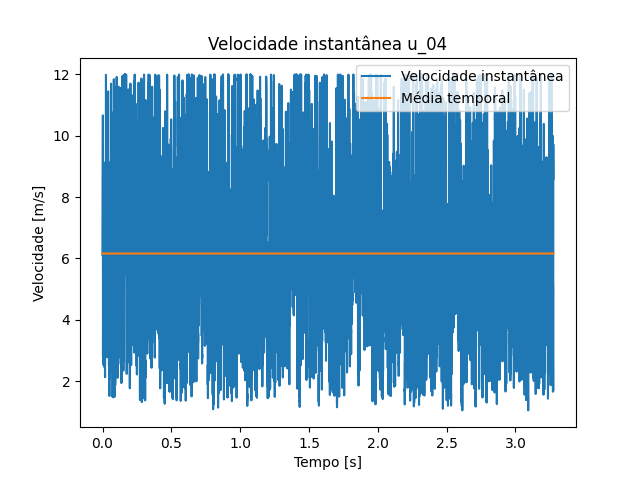 Velocidade instantânea u_04
Velocidade instantânea
Média temporal
Velocidade [m/s]
12
10
8
6
4
2
0.0 0.5 1.0 1.5 2.0 2.5 3.0
Tempo [s]